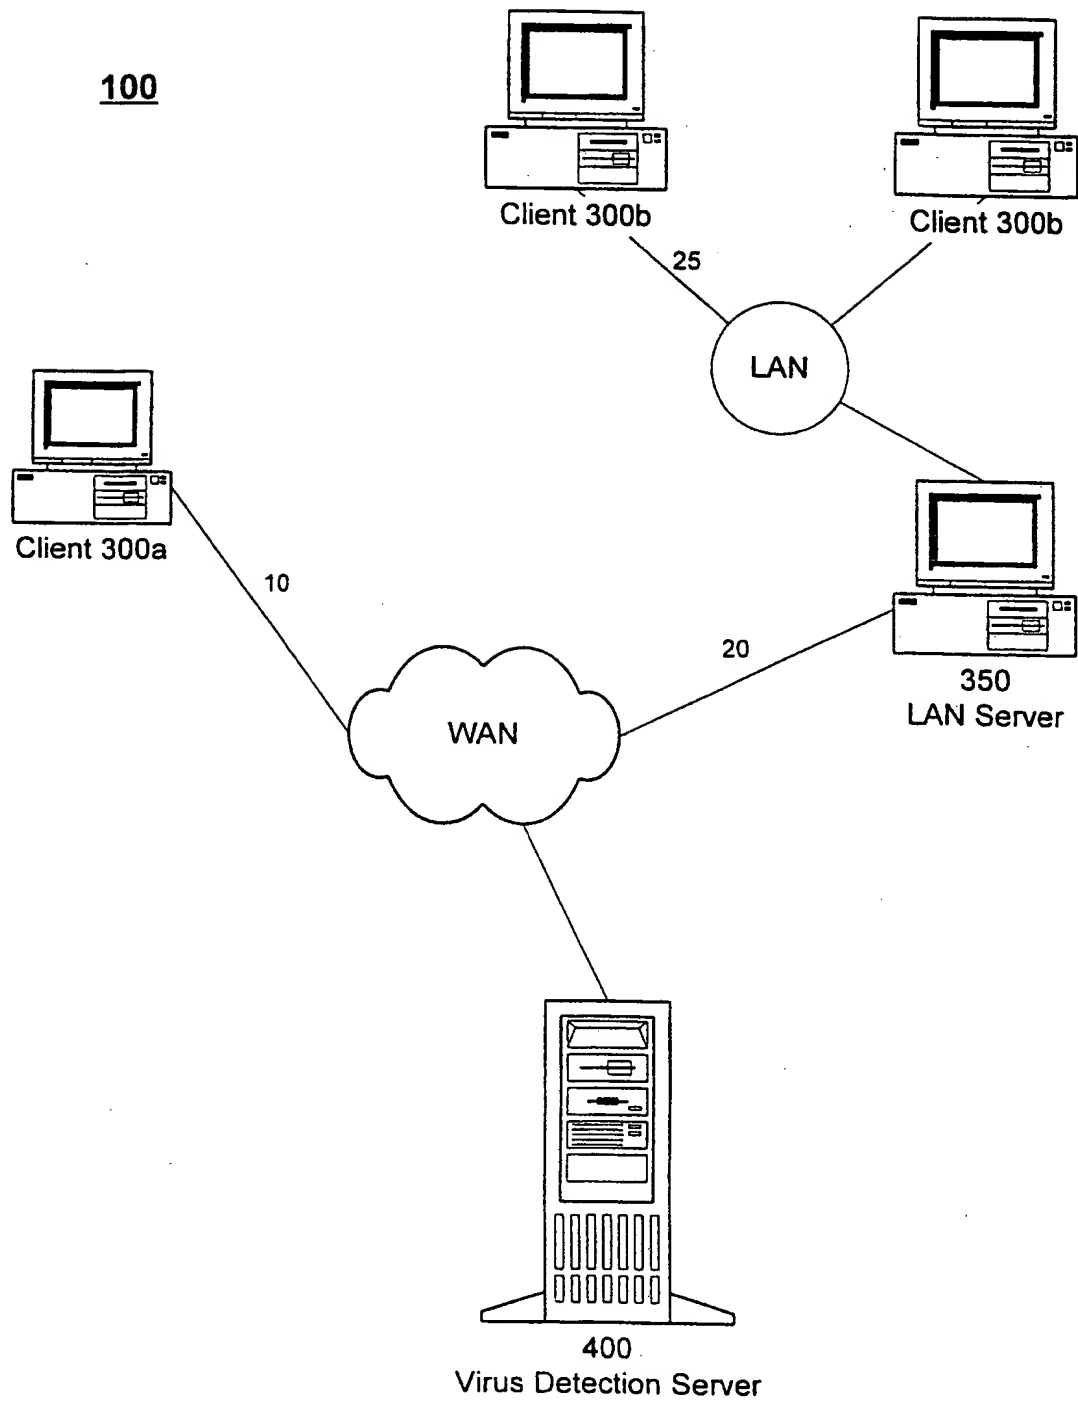 100
Client 300b
Client 300b
25
LAN
Client 300a
10
20
350
LAN Server
WAN
400
Virus Detection Server